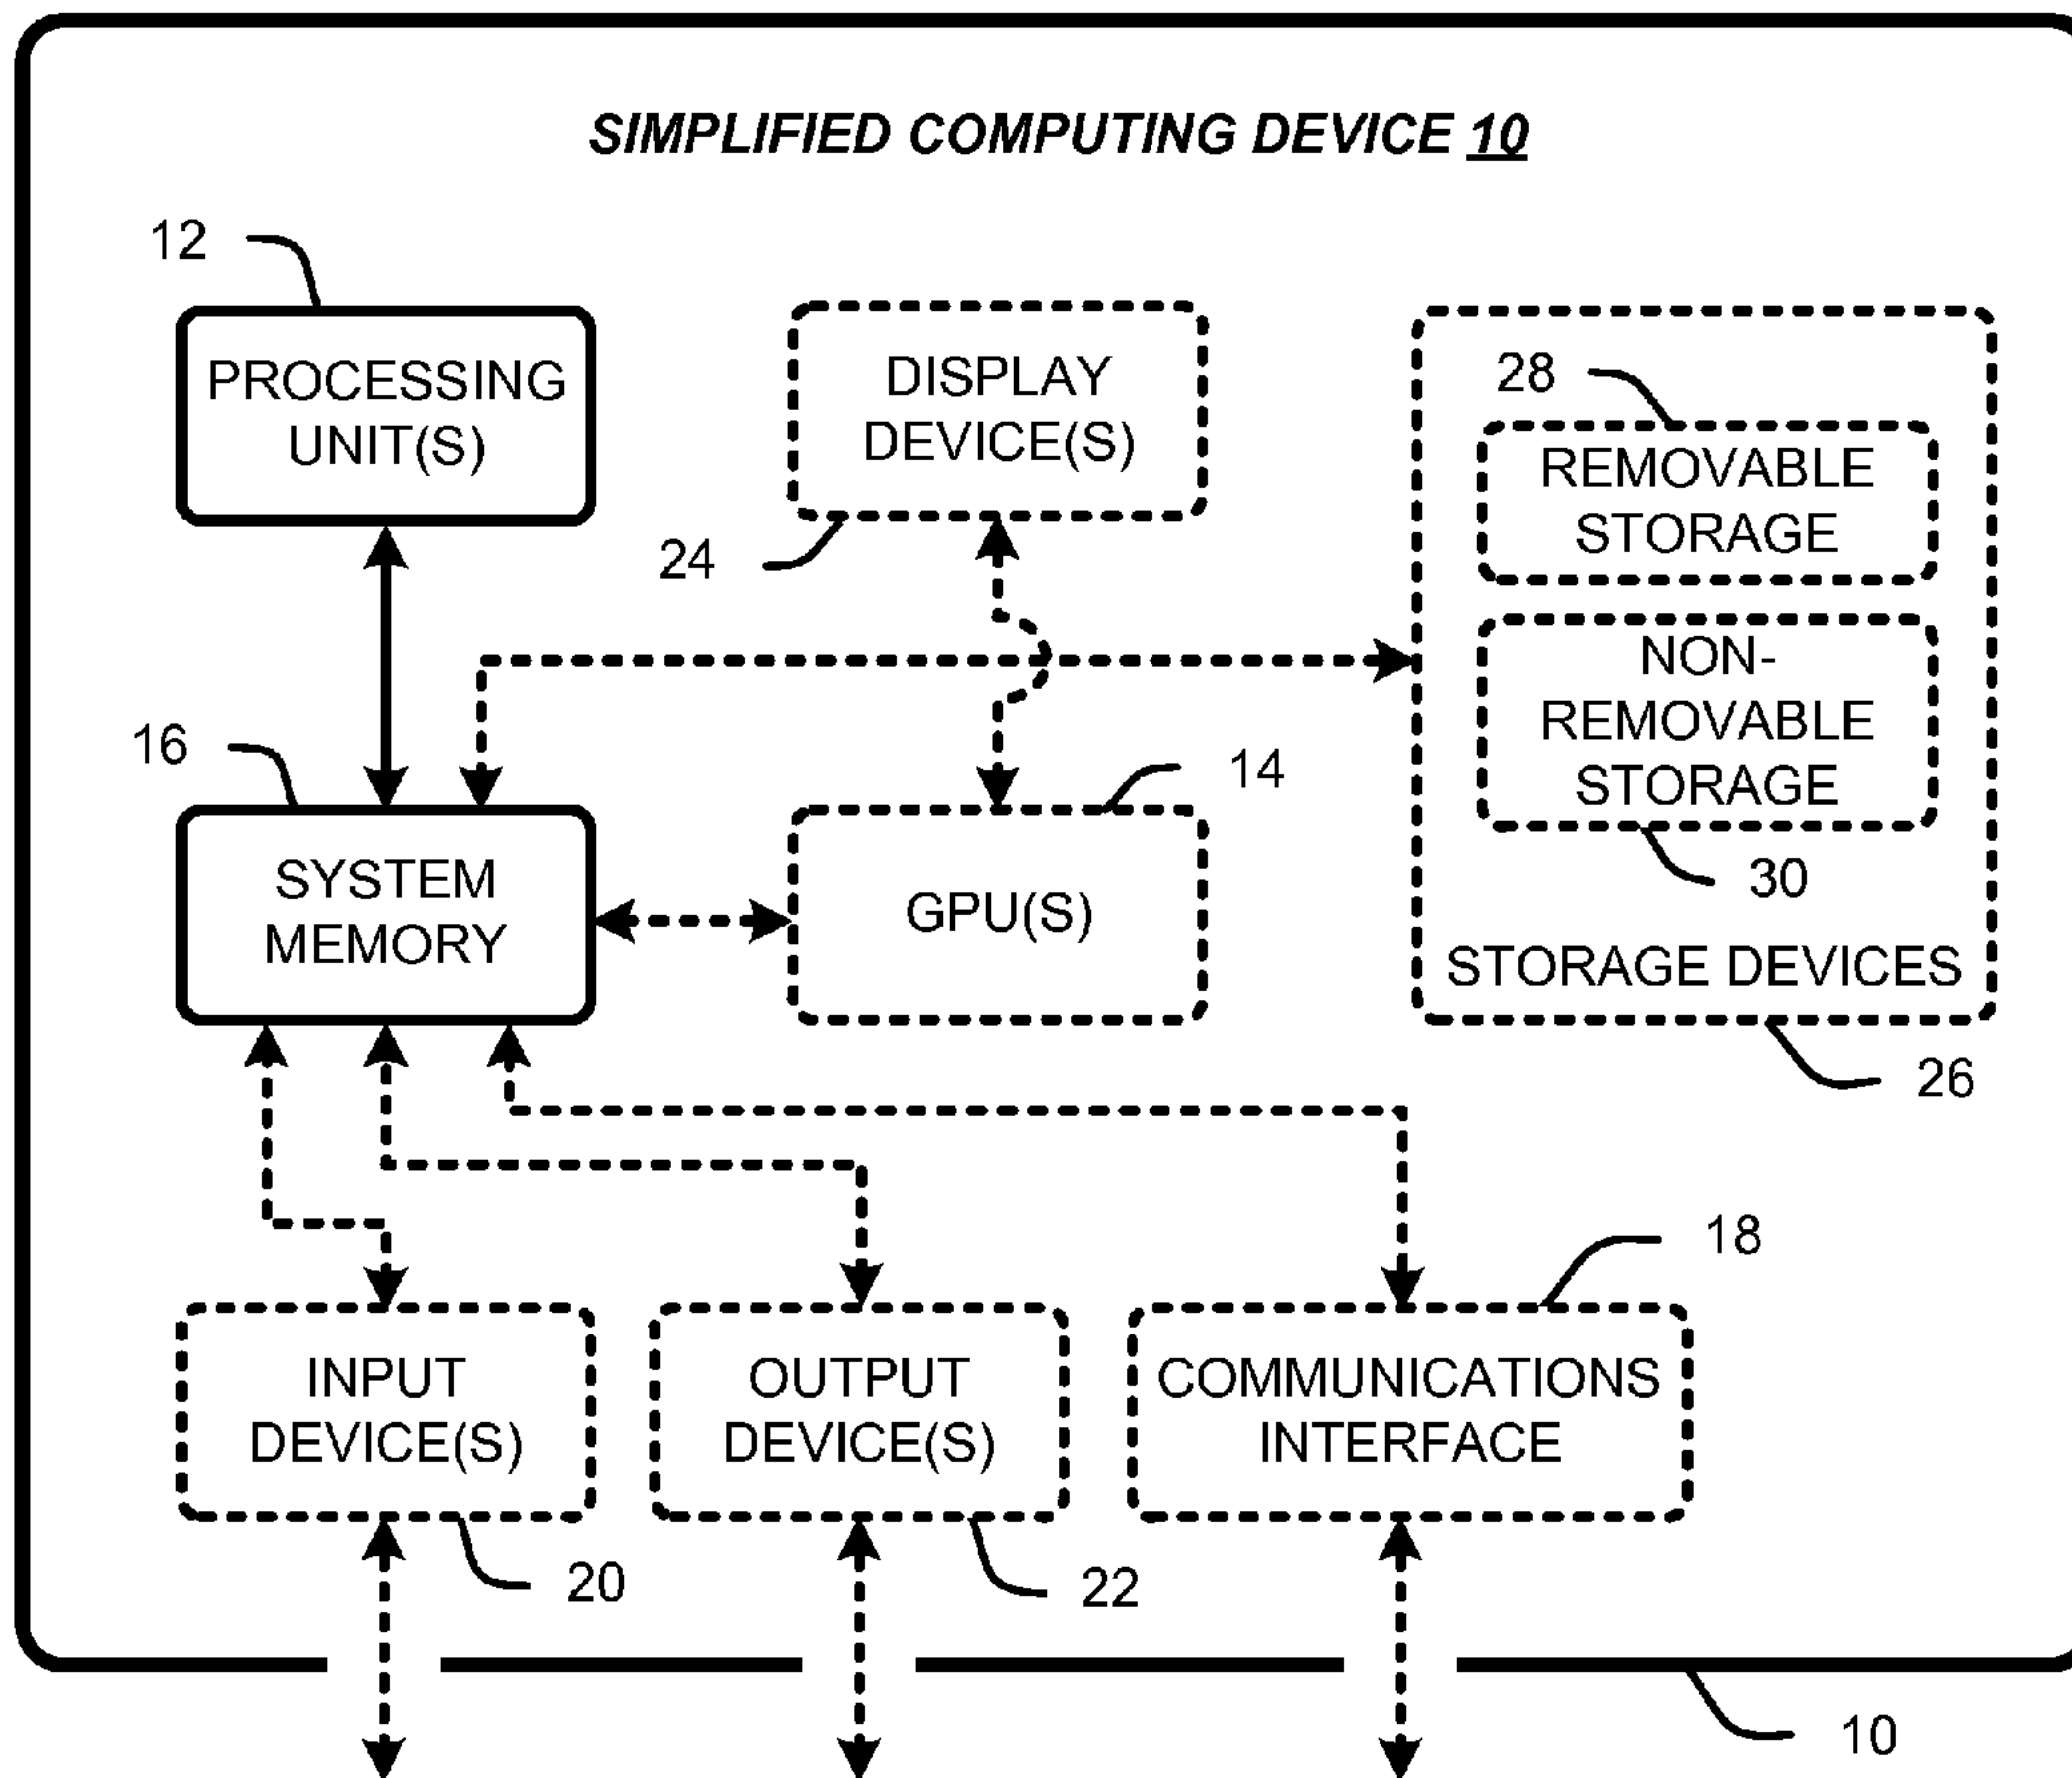 SIMPLIFIED COMPUTING DEVICE 10
12
PROCESSING
UNIT(S)
DISPLAY
DEVICE(S)
24
28
REMOVABLE
STORAGE
NON-
REMOVABLE
STORAGE
30
STORAGE DEVICES
26
16
SYSTEM
MEMORY
14
GPU(S)
18
INPUT
DEVICE(S)
20
OUTPUT
DEVICE(S)
22
COMMUNICATIONS
INTERFACE
10